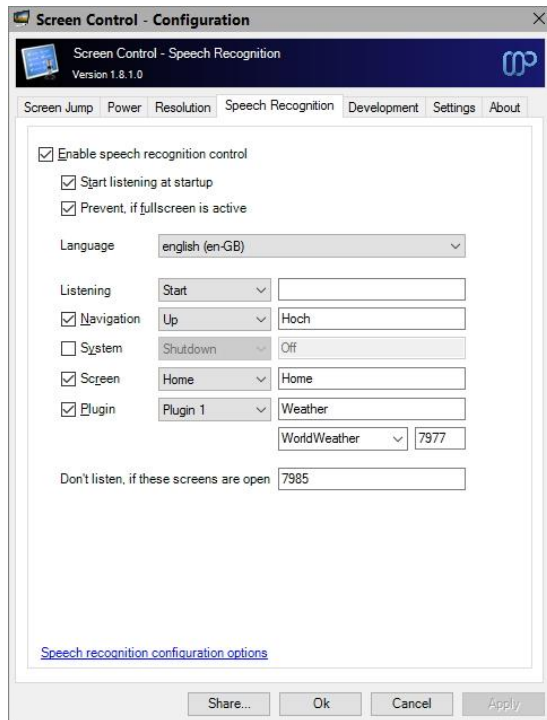 Screen Control - Configuration
Screen Control - Speech Recognition
Version 1.8.1.0
Screen Jump Power Resolution Speech Recognition Development Settings About
Enable speech recognition control
Start listening at startup
Prevent, if fullscreen is active
Language english (en-GB)
Listening Start
Navigation Up Hoch
System Shutdown Off
Screen Home Home
Plugin Plugin 1 Weather
WorldWeather 7977
Don't listen, if these screens are open 7985
Speech recognition configuration options
Share... Ok Cancel Apply